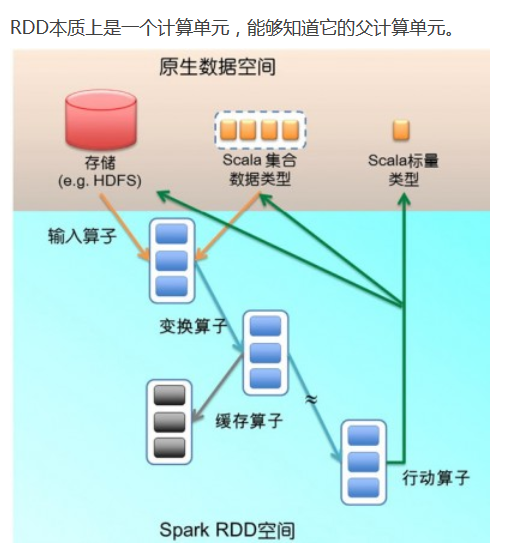 RDD本质上是一个计算单元，能够知道它的父计算单元。
原生数据空间
存储
(e.g. HDFS)
Scala 集合
数据类型
Scala标量
类型
输入算子
变换算子
缓存算子
≈
行动算子
Spark RDD空间